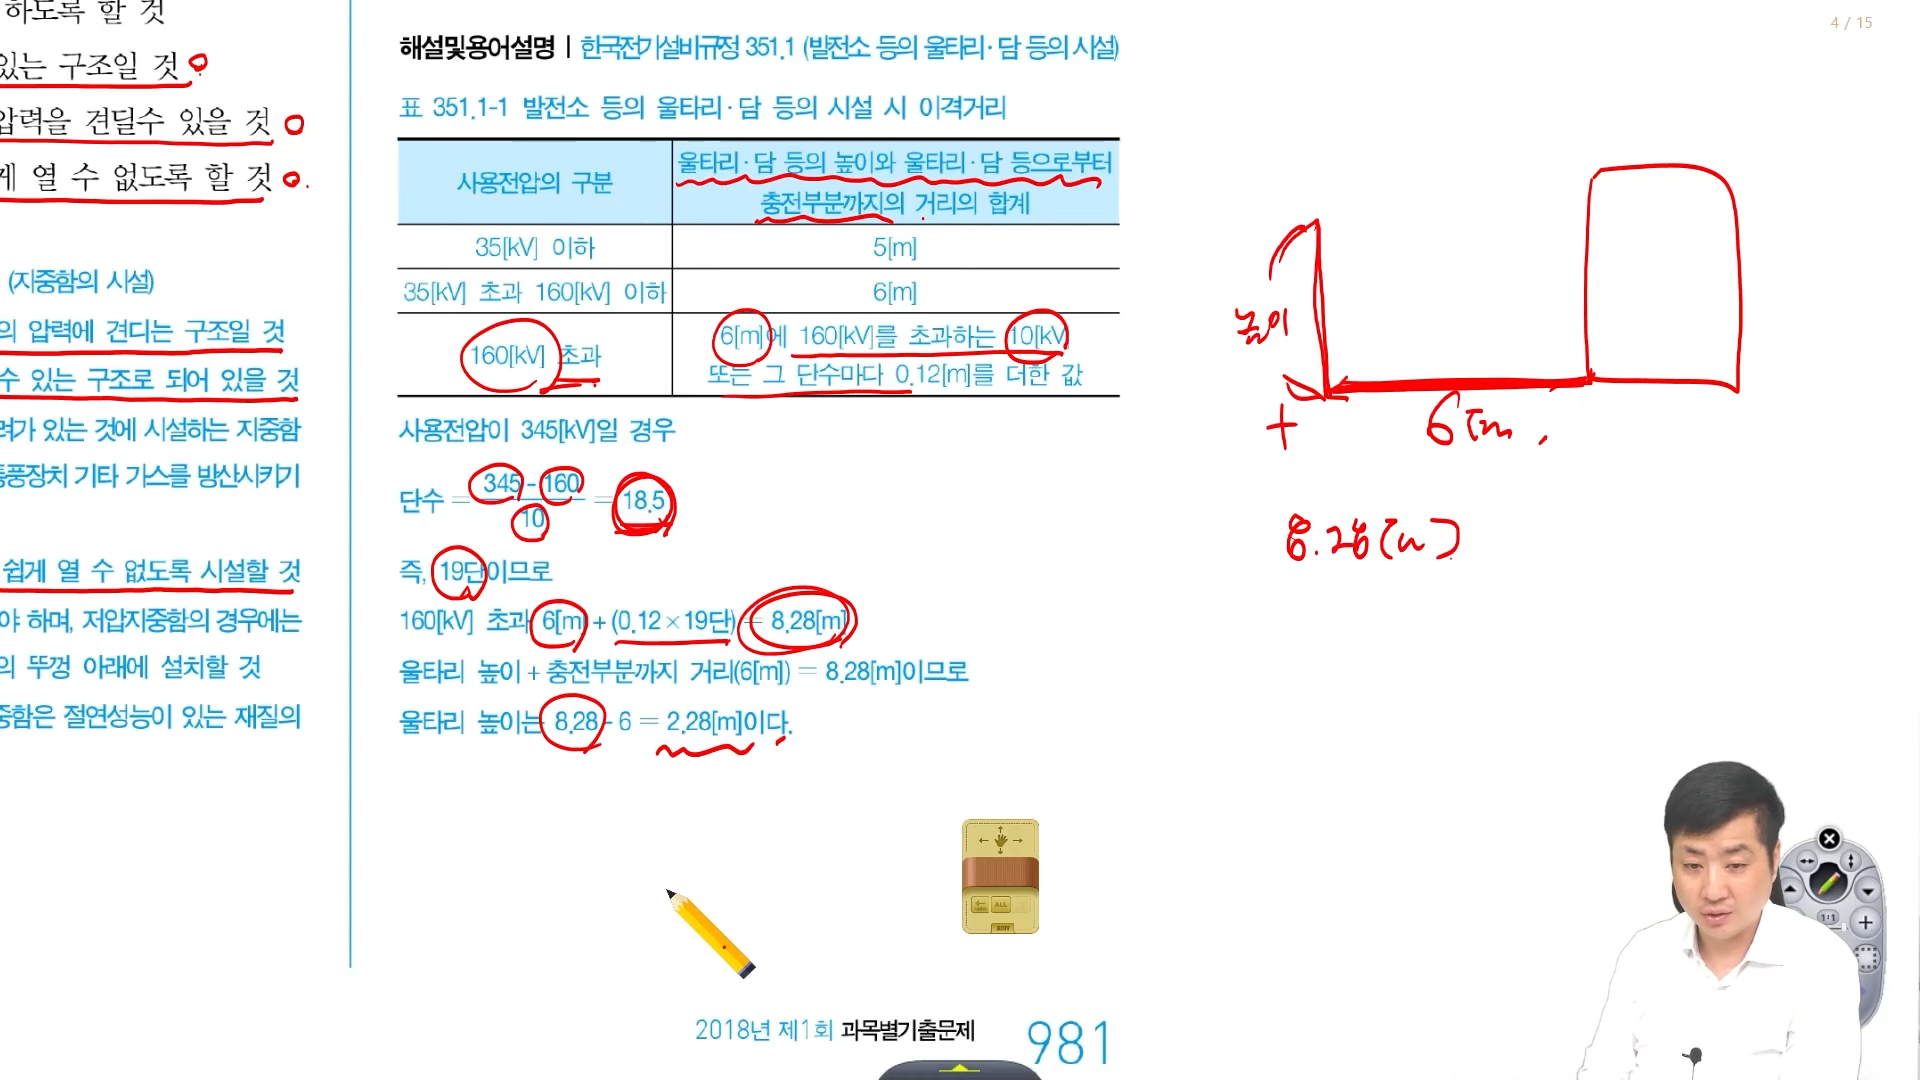 4 / 15
하도록 할 것
있는 구조일 것
압력을 견딜수 있을 것
게 열 수 없도록 할 것
(지중함의 시설)
의 압력에 견디는 구조일 것
수 있는 구조로 되어 있을 것
려가 있는 것에 시설하는 지중함
통풍장치 기타 가스를 방산시키기
쉽게 열 수 없도록 시설할 것
야 하며, 저압지중함의 경우에는
의 뚜껑 아래에 설치할 것
중함은 절연성능이 있는 재질의
해설및용어설명 | 한국전기설비규정 351.1 (발전소 등의 울타리·담 등의 시설)
표 351.1-1 발전소 등의 울타리·담 등의 시설 시 이격거리
사용전압의 구분
울타리·담 등의 높이와 울타리·담 등으로부터
충전부분까지의 거리의 합계
35[kV] 이하
5[m]
35[kV] 초과 160[kV] 이하
6[m]
160[kV] 초과
6[m]에 160[kV]를 초과하는 10[kV]
또는 그 단수마다 0.12[m]를 더한 값
사용전압이 345[kV]일 경우
단수 = 345 - 160 / 10 = 18.5
즉, 19단이므로
160[kV] 초과 6[m] + (0.12×19단) = 8.28[m]
울타리 높이 + 충전부분까지 거리(6[m]) = 8.28[m]이므로
울타리 높이는 8.28 - 6 = 2.28[m]이다.
높이
+
6[m
8.28[m]
ALL
1:1
2018년 제1회 과목별기출문제 981